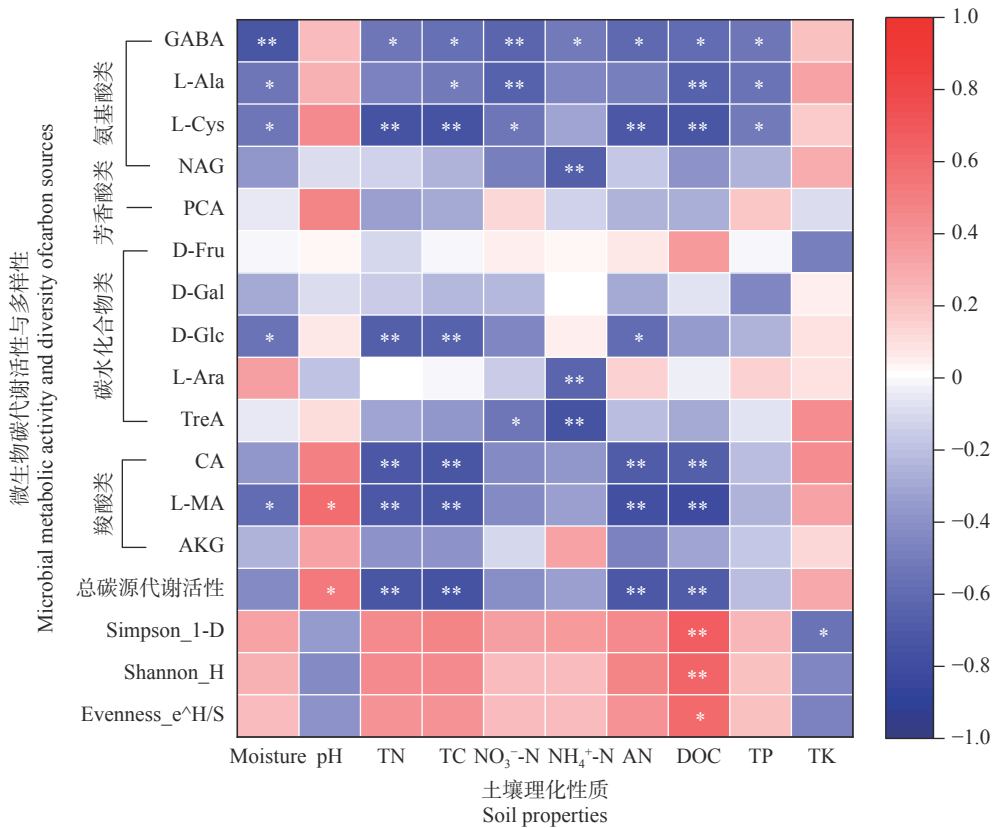 微生物碳代谢活性与多样性
Microbial metabolic activity and diversity ofcarbon sources
氨基酸类
芳香酸类
碳水化合物类
羧酸类
GABA ** * * ** * * * *
L-Ala * * ** ** *
L-Cys * ** ** * ** ** *
NAG **
PCA
D-Fru
D-Gal
D-Glc * ** ** *
L-Ara **
TreA * **
CA ** ** ** **
L-MA * * ** ** ** **
AKG
总碳源代谢活性 * ** ** ** **
Simpson_1-D ** *
Shannon_H **
Evenness_e^H/S *
Moisture pH TN TC NO₃⁻-N NH₄⁺-N AN DOC TP TK
土壤理化性质
Soil properties
1.0
0.8
0.6
0.4
0.2
0
−0.2
−0.4
−0.6
−0.8
−1.0